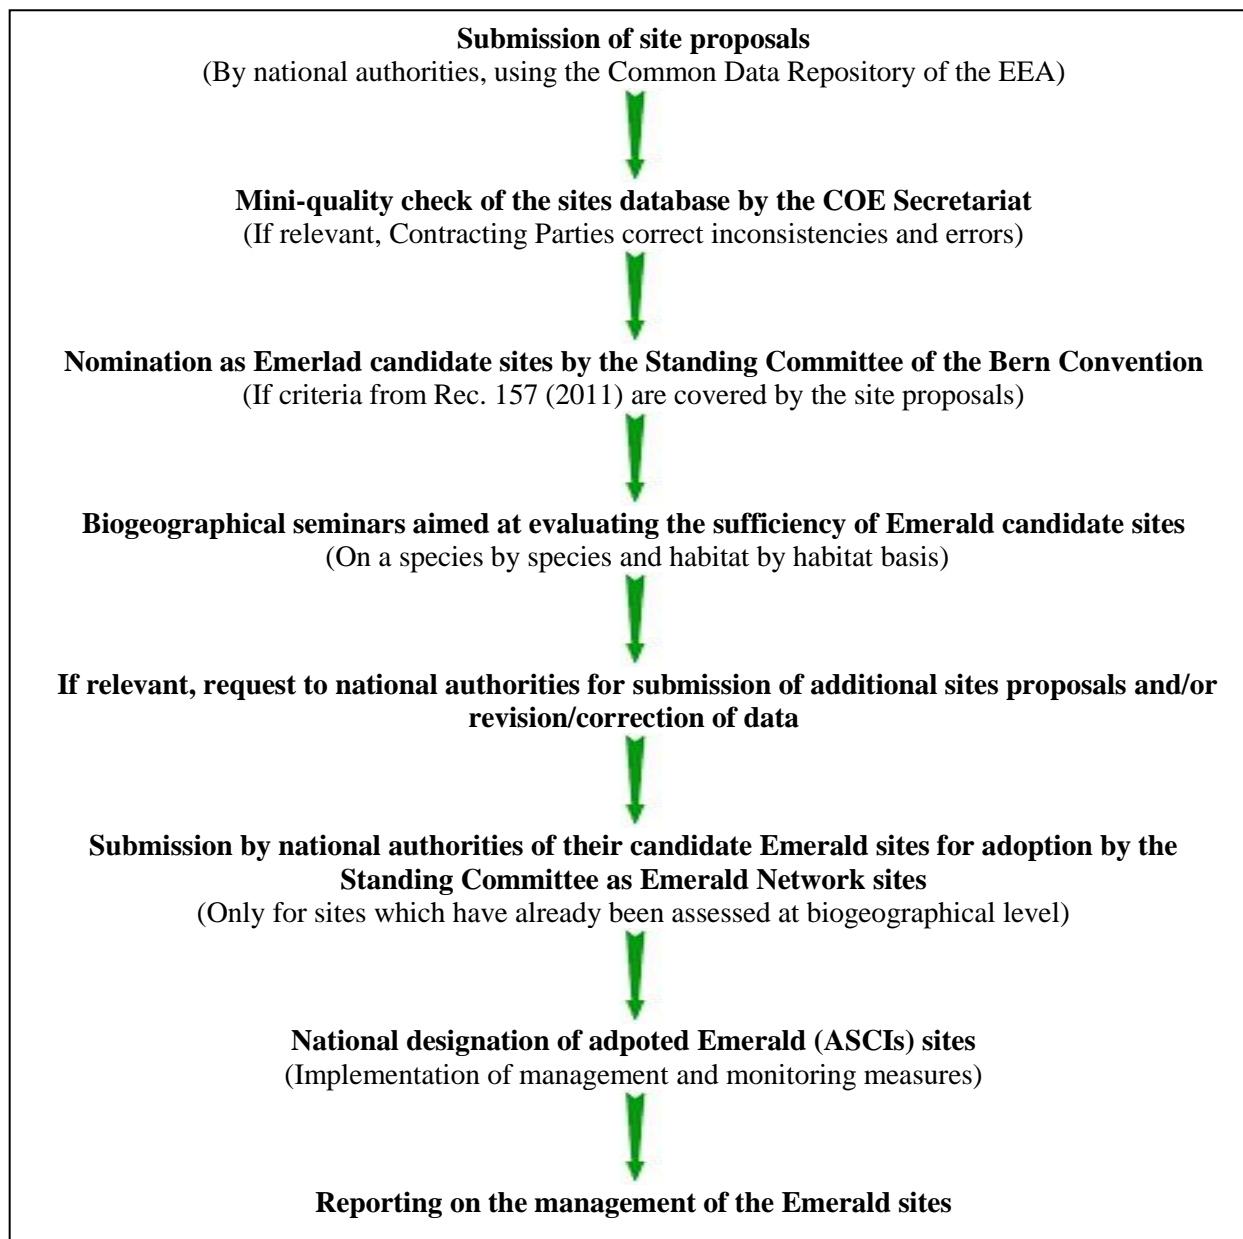 Submission of site proposals
(By national authorities, using the Common Data Repository of the EEA)
Mini-quality check of the sites database by the COE Secretariat
(If relevant, Contracting Parties correct inconsistencies and errors)
Nomination as Emerlad candidate sites by the Standing Committee of the Bern Convention
(If criteria from Rec. 157 (2011) are covered by the site proposals)
Biogeographical seminars aimed at evaluating the sufficiency of Emerald candidate sites
(On a species by species and habitat by habitat basis)
If relevant, request to national authorities for submission of additional sites proposals and/or
revision/correction of data
Submission by national authorities of their candidate Emerald sites for adoption by the
Standing Committee as Emerald Network sites
(Only for sites which have already been assessed at biogeographical level)
National designation of adpoted Emerald (ASCIs) sites
(Implementation of management and monitoring measures)
Reporting on the management of the Emerald sites